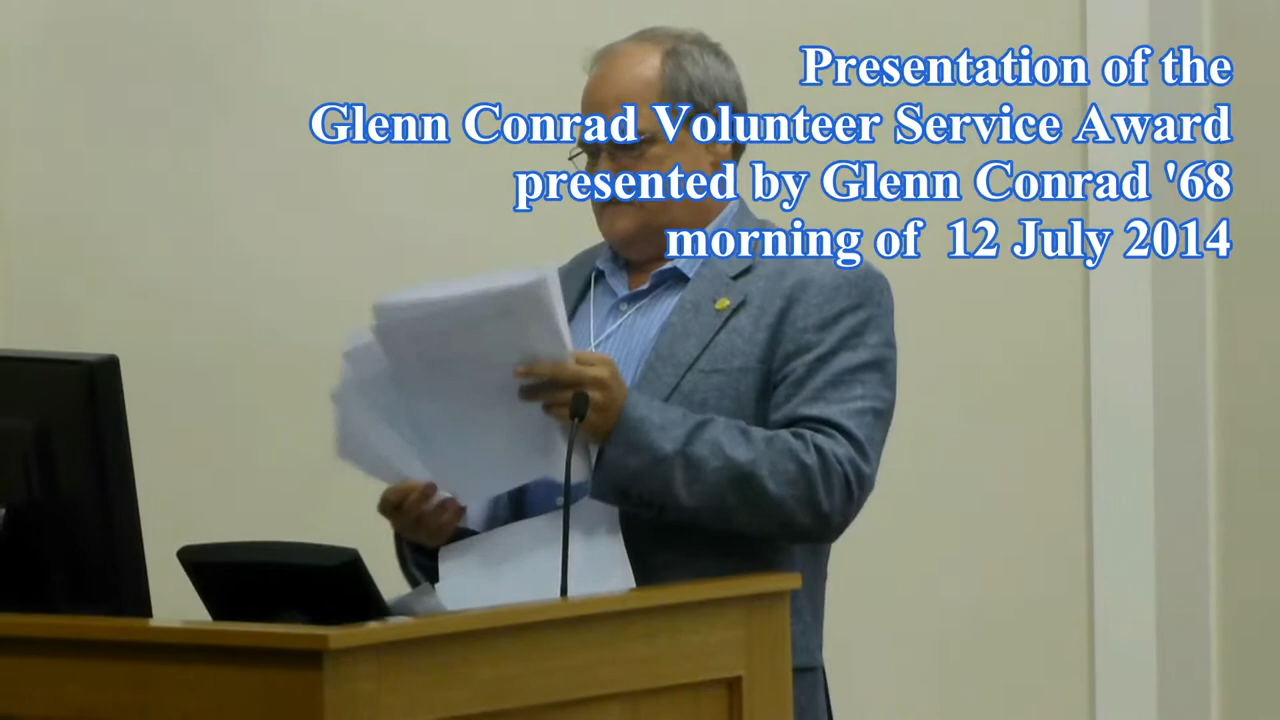 Presentation of the
Glenn Conrad Volunteer Service Award
presented by Glenn Conrad '68
morning of  12 July 2014